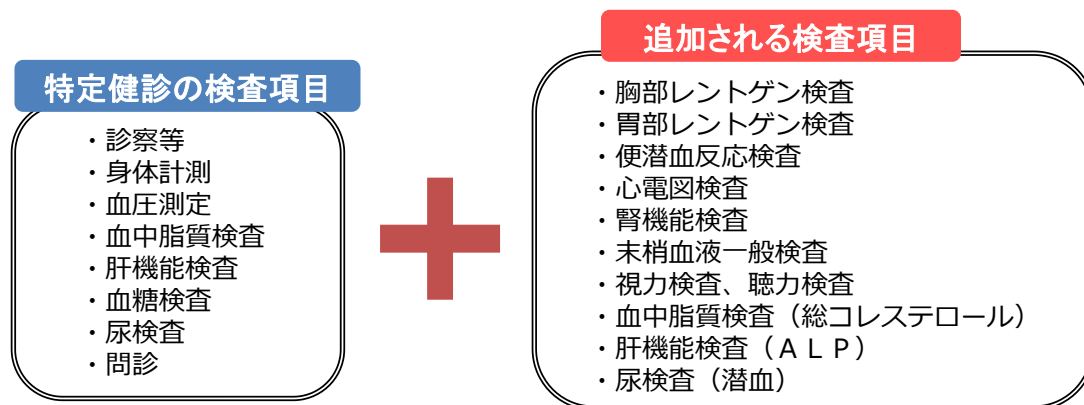 特定健診の検査項目
・診察等
・身体計測
・血圧測定
・血中脂質検査
・肝機能検査
・血糖検査
・尿検査
・問診
追加される検査項目
・胸部レントゲン検査
・胃部レントゲン検査
・便潜血反応検査
・心電図検査
・腎機能検査
・末梢血液一般検査
・視力検査、聴力検査
・血中脂質検査（総コレステロール）
・肝機能検査（ＡＬＰ）
・尿検査（潜血）